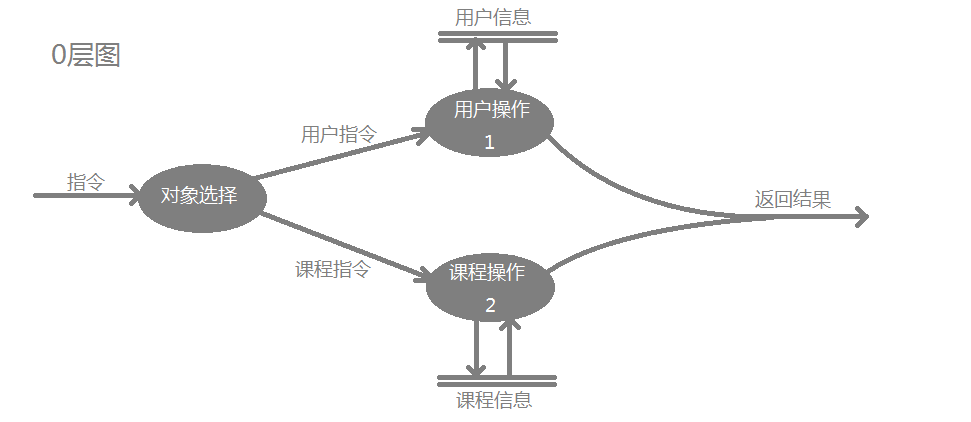 用户信息
0层图
用户操作
1
用户指令
指令
对象选择
返回结果
课程指令
课程操作
2
课程信息